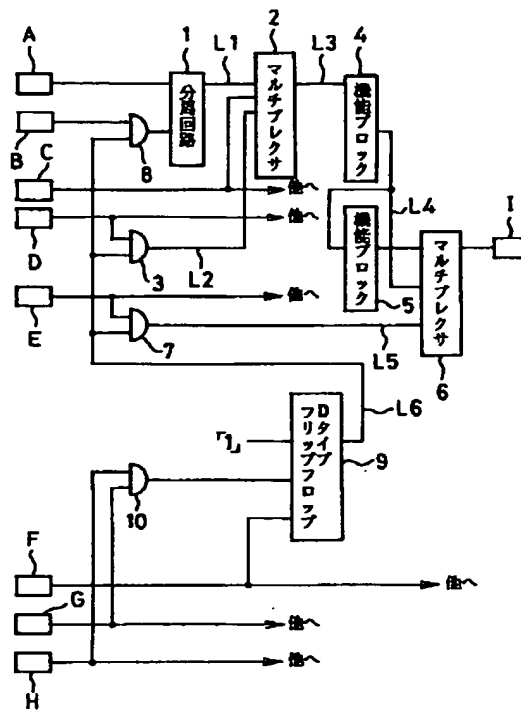 A
1
L1
2
L3
4
分周回路
マルチプレクサ
機能ブロック
B
8
C
他へ
D
他へ
L4
I
3
L2
機能ブロック
5
マルチプレクサ
E
他へ
7
L5
6
L6
「1」
Dタイプ
フリップフロップ
9
10
F
他へ
G
他へ
H
他へ